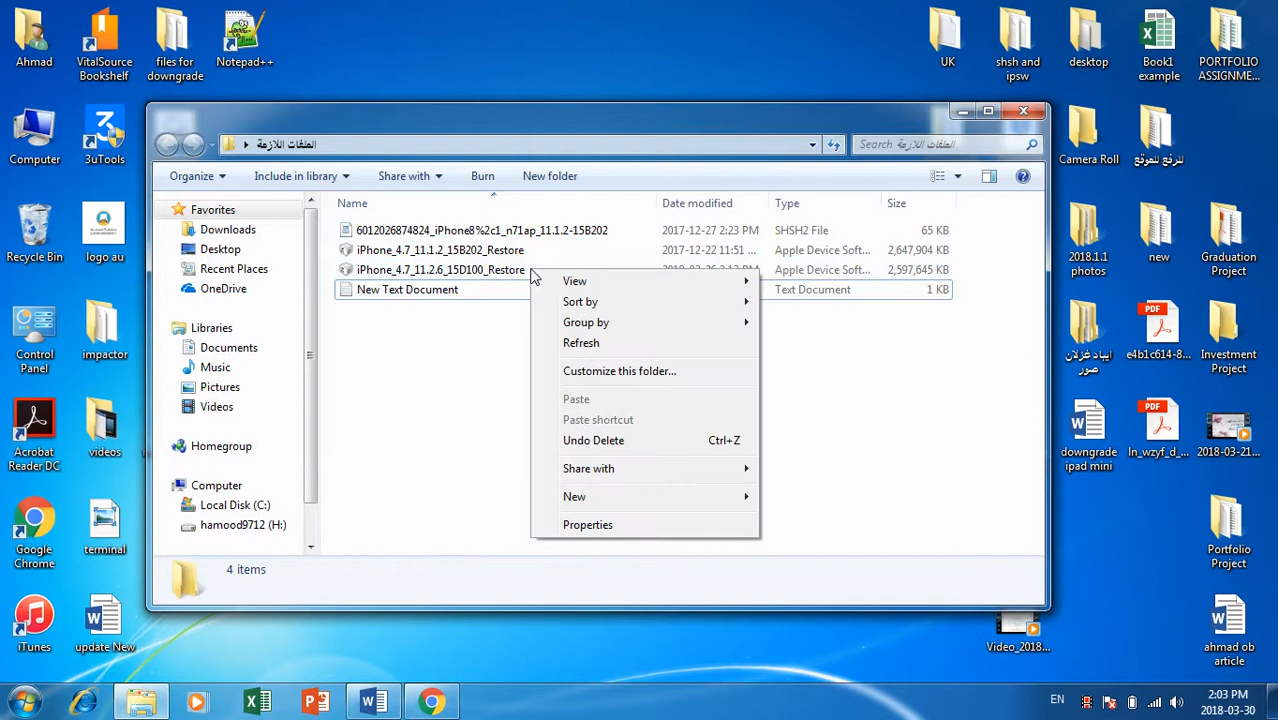 Ahmad
VitalSource
Bookshelf
files for
downgrade
Notepad++
UK
shsh and
ipsw
desktop
Book1
example
PORTFOLIO
ASSIGNME...
Computer
3uTools
Camera Roll
للرفع للموقع
Recycle Bin
logo au
2018.1.1
photos
new
Graduation
Project
Control
Panel
impactor
اياد غزلان
صور
e4b1c614-8...
Investment
Project
Acrobat
Reader DC
videos
downgrade
ipad mini
ln_wzyf_d_...
2018-03-21...
Google
Chrome
terminal
Portfolio
Project
iTunes
update New
Video_2018...
ahmad ob
article
الملفات اللازمة
Search الملفات اللازمة
Organize
Include in library
Share with
Burn
New folder
Favorites
Downloads
Desktop
Recent Places
OneDrive
Libraries
Documents
Music
Pictures
Videos
Homegroup
Computer
Local Disk (C:)
hamood9712 (H:)
Name
Date modified
Type
Size
6012026874824_iPhone8%2c1_n71ap_11.1.2-15B202
2017-12-27 2:23 PM
SHSH2 File
65 KB
iPhone_4.7_11.1.2_15B202_Restore
2017-12-22 11:51 ...
Apple Device Soft...
2,647,904 KB
iPhone_4.7_11.2.6_15D100_Restore
Apple Device Soft...
2,597,645 KB
New Text Document
Text Document
1 KB
View
Sort by
Group by
Refresh
Customize this folder...
Paste
Paste shortcut
Undo Delete Ctrl+Z
Share with
New
Properties
4 items
EN
2:03 PM
2018-03-30